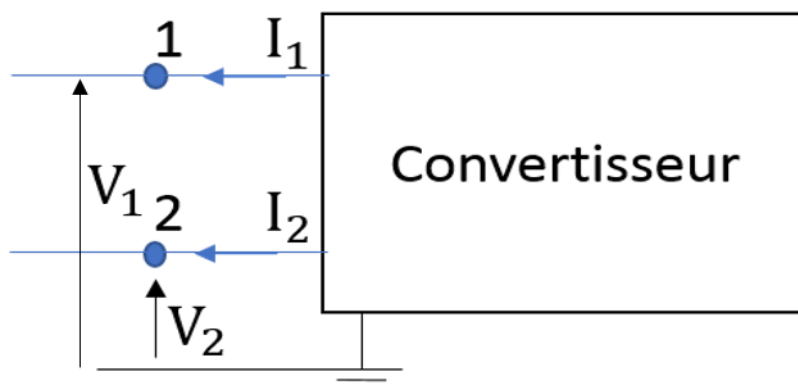 1
I₁
Convertisseur
V₁
2
I₂
V₂